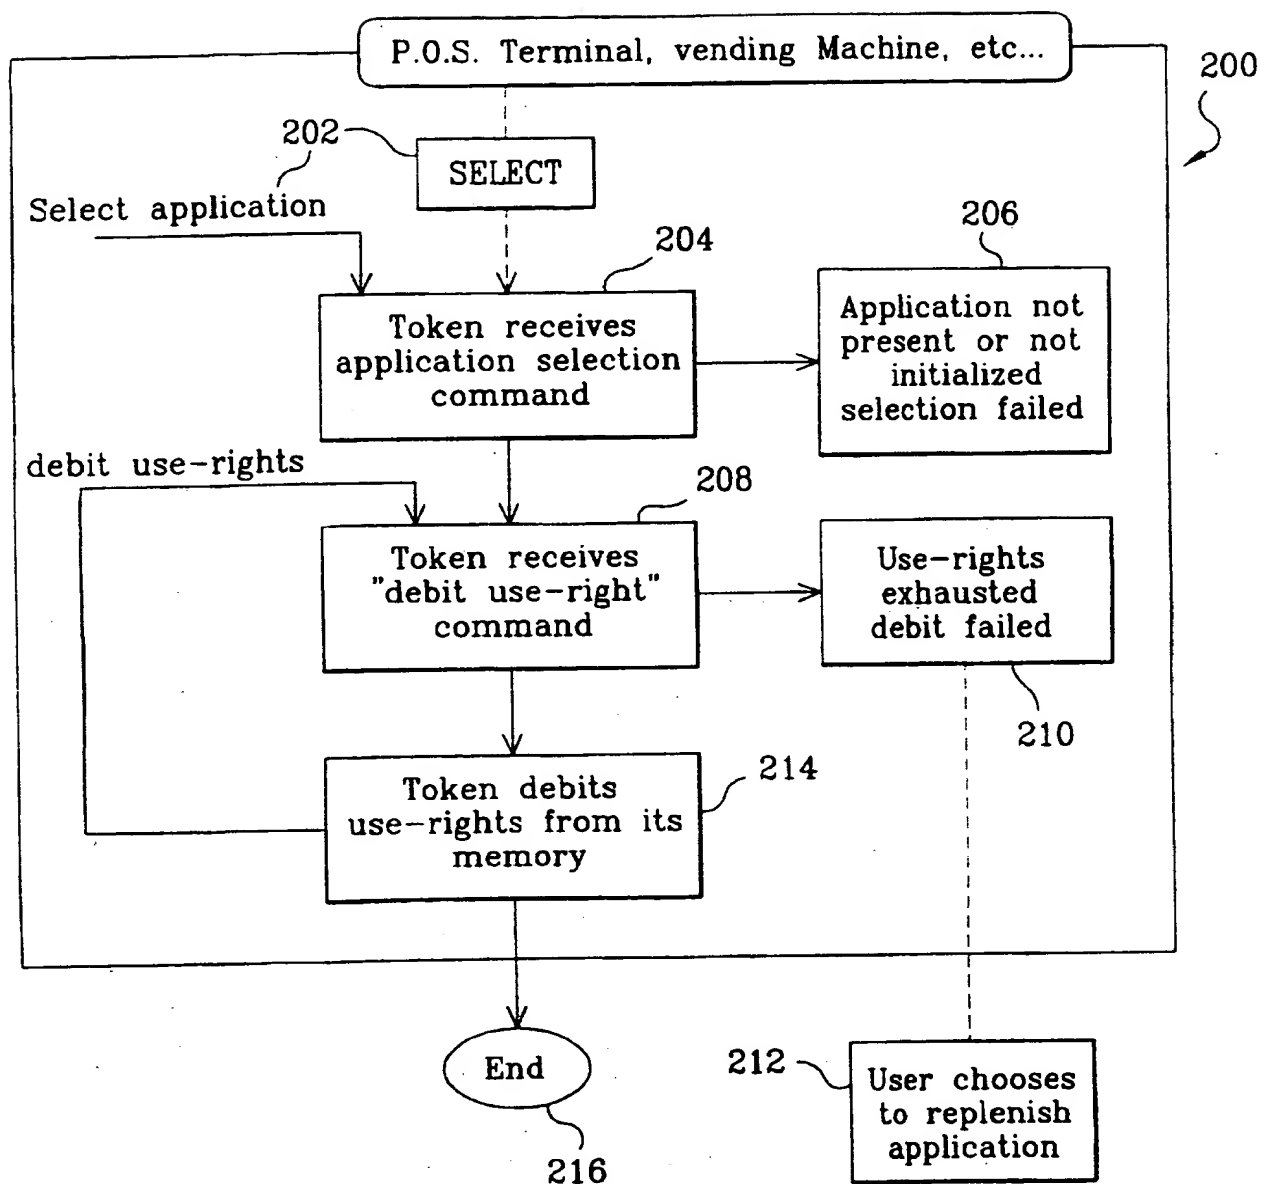 P.O.S. Terminal, vending Machine, etc...
200
202
SELECT
Select application
204
206
Token receives
application selection
command
Application not
present or not
initialized
selection failed
debit use-rights
208
Token receives
"debit use-right"
command
Use-rights
exhausted
debit failed
210
214
Token debits
use-rights from its
memory
End
216
212
User chooses
to replenish
application